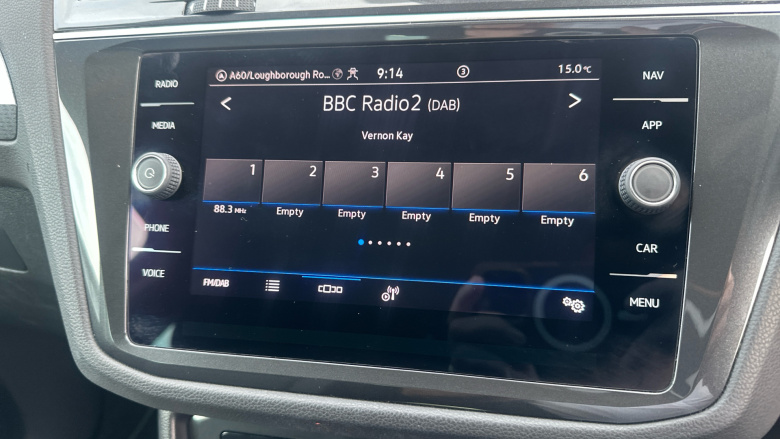 RADIO
MEDIA
PHONE
VOICE
A60/Loughborough Ro...
9:14
3
15.0 °C
< BBC Radio2 (DAB) >
Vernon Kay
1 2 3 4 5 6
88.3 MHz Empty Empty Empty Empty Empty
FM/DAB
NAV
APP
CAR
MENU